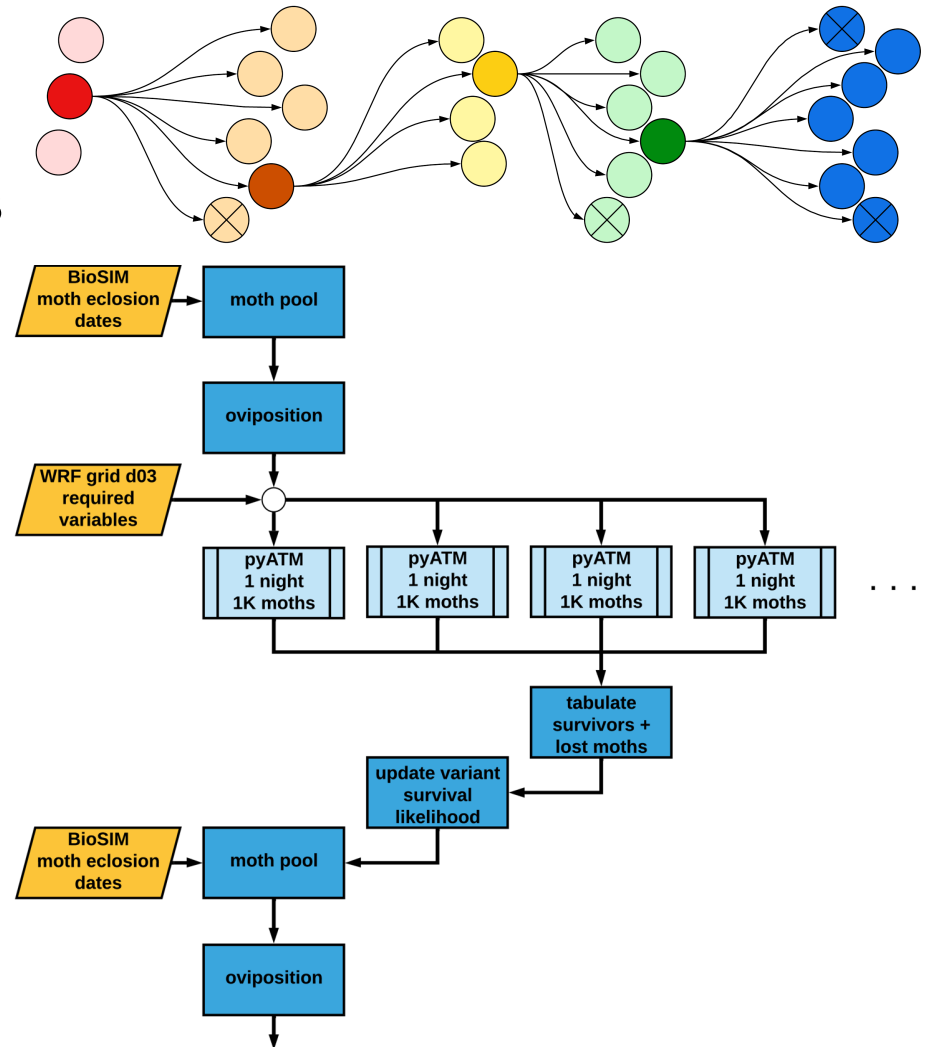 BioSIM
moth eclosion
dates
moth pool
oviposition
WRF grid d03
required
variables
pyATM
1 night
1K moths
pyATM
1 night
1K moths
pyATM
1 night
1K moths
pyATM
1 night
1K moths
. . .
tabulate
survivors +
lost moths
update variant
survival
likelihood
BioSIM
moth eclosion
dates
moth pool
oviposition